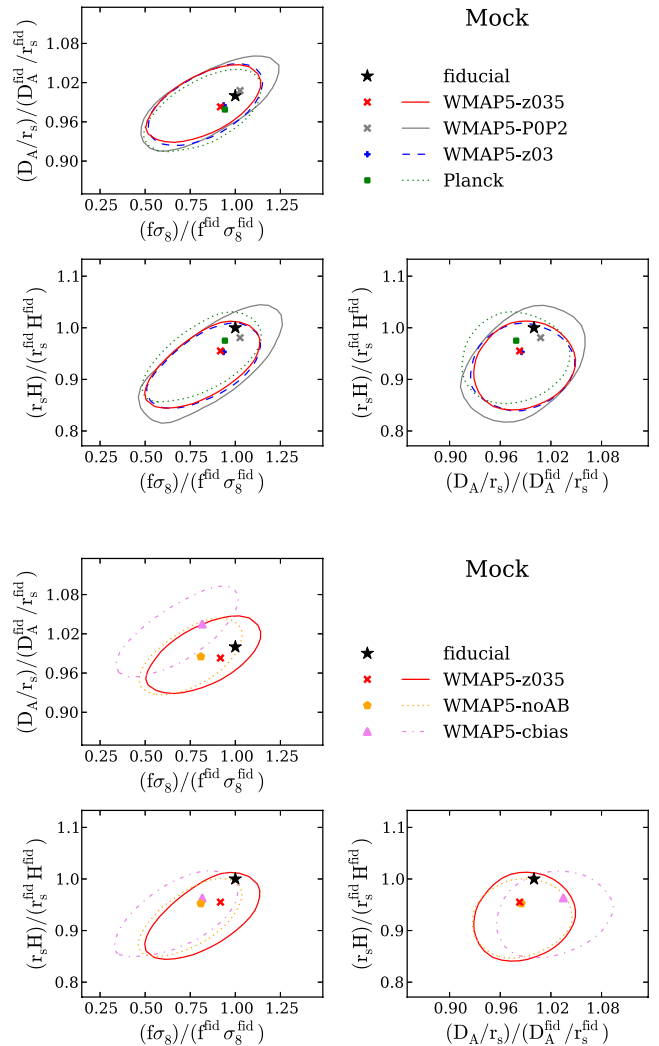 Mock
1.08
1.02
0.96
0.90
(D_A/r_s)/(D_A^fid/r_s^fid)
0.25 0.50 0.75 1.00 1.25
(fσ_8)/(f^fid σ_8^fid)
fiducial
WMAP5-z035
WMAP5-P0P2
WMAP5-z03
Planck
1.1
1.0
0.9
0.8
(r_sH)/(r_s^fid H^fid)
0.25 0.50 0.75 1.00 1.25
(fσ_8)/(f^fid σ_8^fid)
1.1
1.0
0.9
0.8
(r_sH)/(r_s^fid H^fid)
0.90 0.96 1.02 1.08
(D_A/r_s)/(D_A^fid/r_s^fid)
Mock
1.08
1.02
0.96
0.90
(D_A/r_s)/(D_A^fid/r_s^fid)
0.25 0.50 0.75 1.00 1.25
(fσ_8)/(f^fid σ_8^fid)
fiducial
WMAP5-z035
WMAP5-noAB
WMAP5-cbias
1.1
1.0
0.9
0.8
(r_sH)/(r_s^fid H^fid)
0.25 0.50 0.75 1.00 1.25
(fσ_8)/(f^fid σ_8^fid)
1.1
1.0
0.9
0.8
(r_sH)/(r_s^fid H^fid)
0.90 0.96 1.02 1.08
(D_A/r_s)/(D_A^fid/r_s^fid)